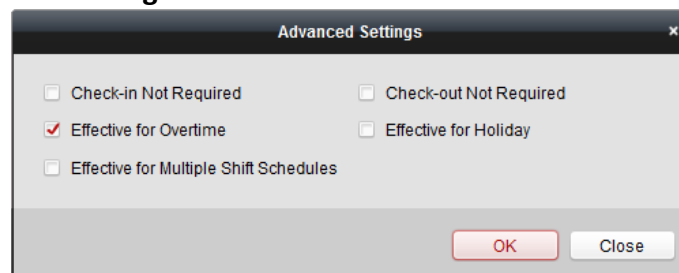 Advanced Settings ×
Check-in Not Required Check-out Not Required
Effective for Overtime Effective for Holiday
Effective for Multiple Shift Schedules
OK Close